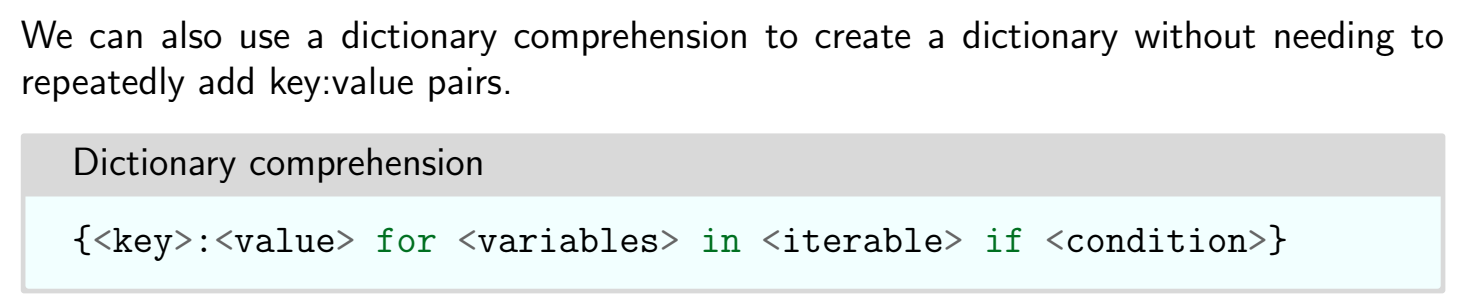 We can also use a dictionary comprehension to create a dictionary without needing to
repeatedly add key:value pairs.
Dictionary comprehension
{<key>:<value> for <variables> in <iterable> if <condition>}